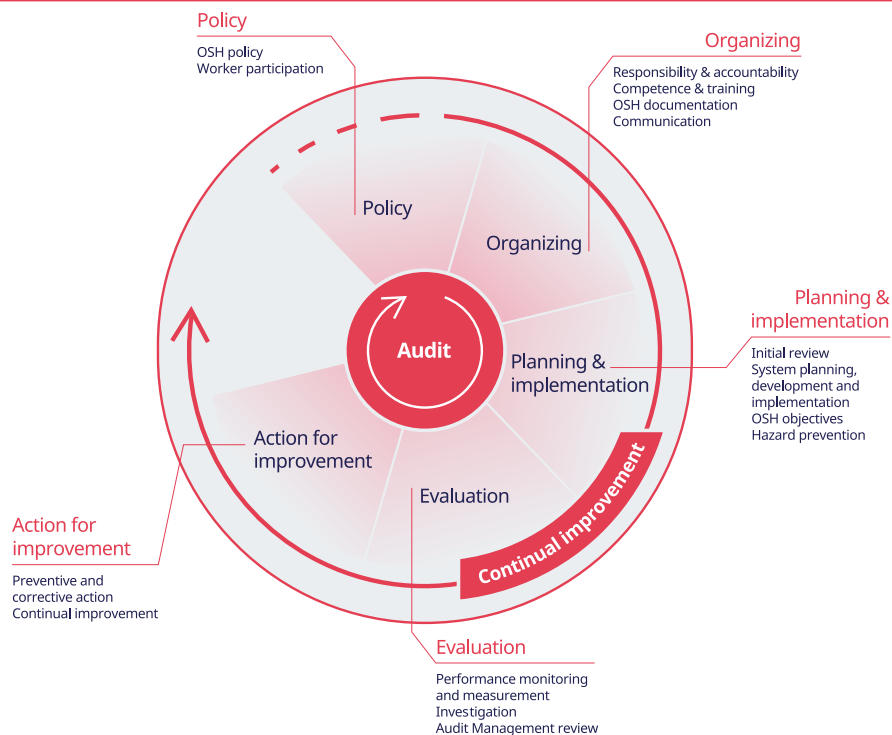 Policy
OSH policy
Worker participation
Organizing
Responsibility & accountability
Competence & training
OSH documentation
Communication
Policy
Organizing
Planning &
implementation
Initial review
System planning,
development and
implementation
OSH objectives
Hazard prevention
Audit
Planning &
implementation
Action for
improvement
Evaluation
Continual improvement
Action for
improvement
Preventive and
corrective action
Continual improvement
Evaluation
Performance monitoring
and measurement
Investigation
Audit Management review